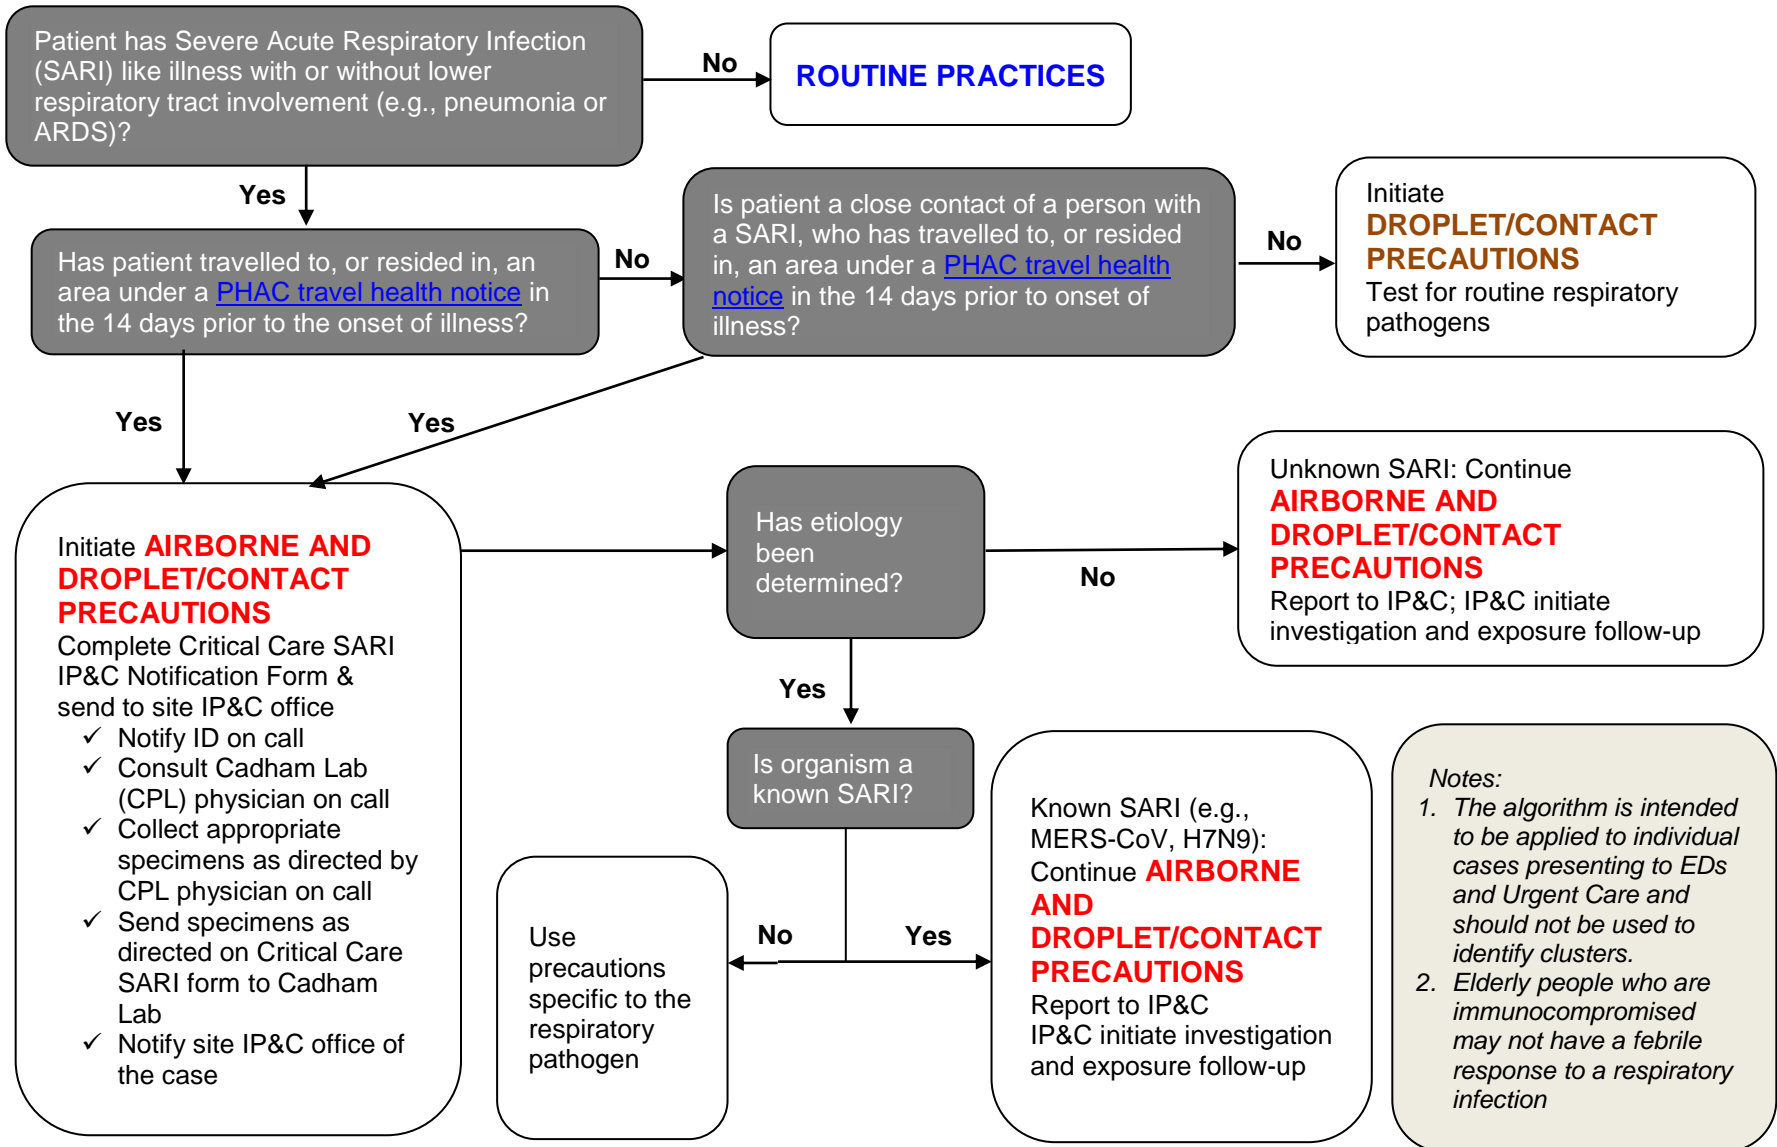 Patient has Severe Acute Respiratory Infection
(SARI) like illness with or without lower
respiratory tract involvement (e.g., pneumonia or
ARDS)?
No
ROUTINE PRACTICES
Yes
Has patient travelled to, or resided in, an
area under a PHAC travel health notice in
the 14 days prior to the onset of illness?
No
Is patient a close contact of a person with
a SARI, who has travelled to, or resided
in, an area under a PHAC travel health
notice in the 14 days prior to onset of
illness?
No
Initiate
DROPLET/CONTACT
PRECAUTIONS
Test for routine respiratory
pathogens
Yes
Yes
Initiate AIRBORNE AND
DROPLET/CONTACT
PRECAUTIONS
Complete Critical Care SARI
IP&C Notification Form &
send to site IP&C office
✓ Notify ID on call
✓ Consult Cadham Lab
(CPL) physician on call
✓ Collect appropriate
specimens as directed by
CPL physician on call
✓ Send specimens as
directed on Critical Care
SARI form to Cadham
Lab
✓ Notify site IP&C office of
the case
Has etiology
been
determined?
No
Unknown SARI: Continue
AIRBORNE AND
DROPLET/CONTACT
PRECAUTIONS
Report to IP&C; IP&C initiate
investigation and exposure follow-up
Yes
Is organism a
known SARI?
No
Yes
Use
precautions
specific to the
respiratory
pathogen
Known SARI (e.g.,
MERS-CoV, H7N9):
Continue AIRBORNE
AND
DROPLET/CONTACT
PRECAUTIONS
Report to IP&C
IP&C initiate investigation
and exposure follow-up
Notes:
1. The algorithm is intended
to be applied to individual
cases presenting to EDs
and Urgent Care and
should not be used to
identify clusters.
2. Elderly people who are
immunocompromised
may not have a febrile
response to a respiratory
infection